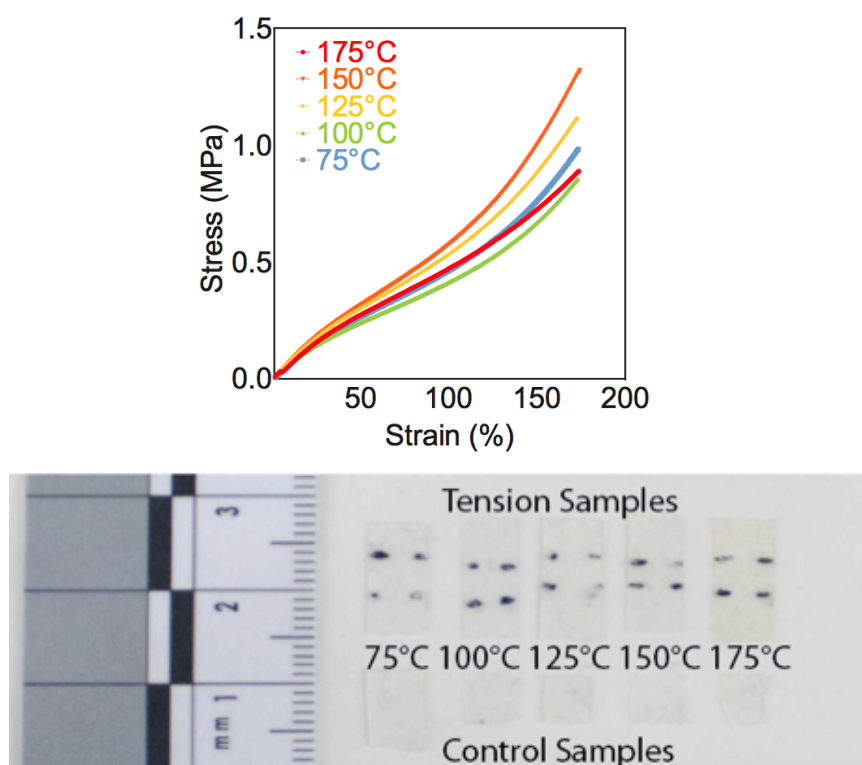 1.5
1.0
0.5
0.0
Stress (MPa)
175°C
150°C
125°C
100°C
75°C
50 100 150 200
Strain (%)
Tension Samples
3
2
mm 1
75°C 100°C 125°C 150°C 175°C
Control Samples